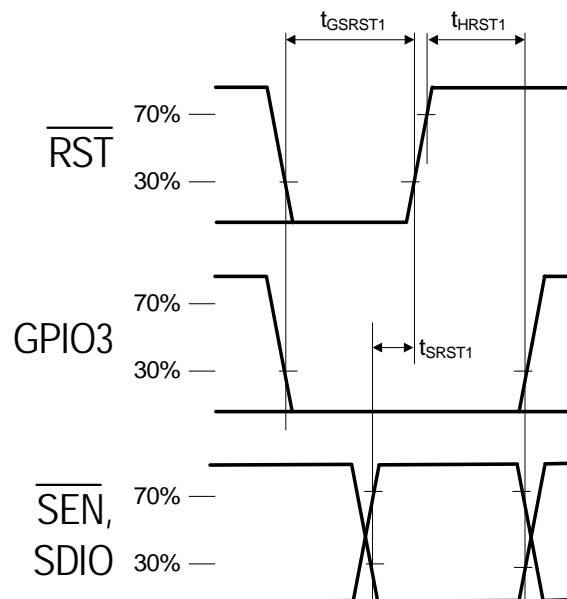 tGSRST1 tHRST1
70%
RST
30%
70%
GPIO3
30%
tSRST1
70%
SEN,
SDIO
30%